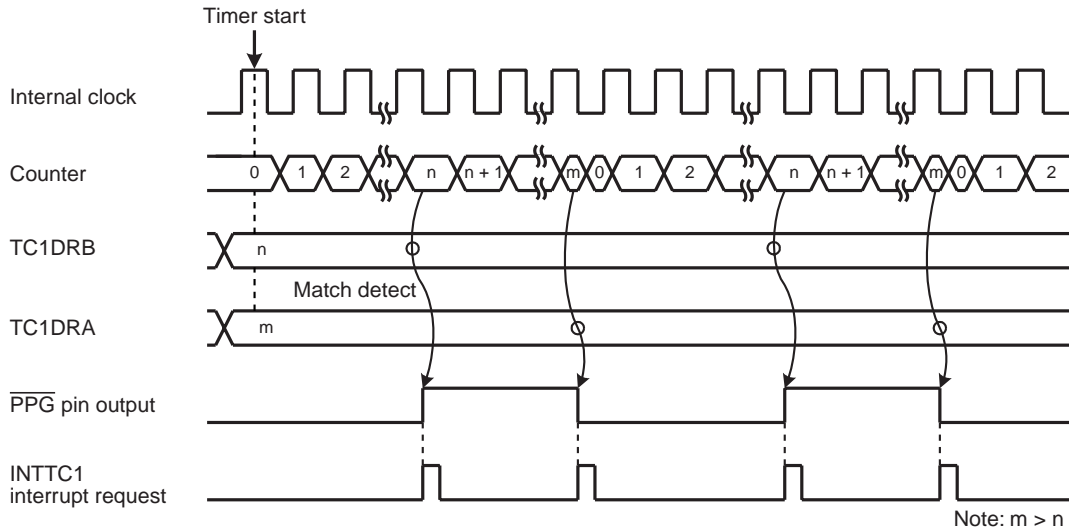 Timer start
Internal clock
Counter
0 1 2 n n + 1 m 0 1 2 n n + 1 m 0 1 2
TC1DRB
n
Match detect
TC1DRA
m
PPG pin output
INTTC1
interrupt request
Note: m > n